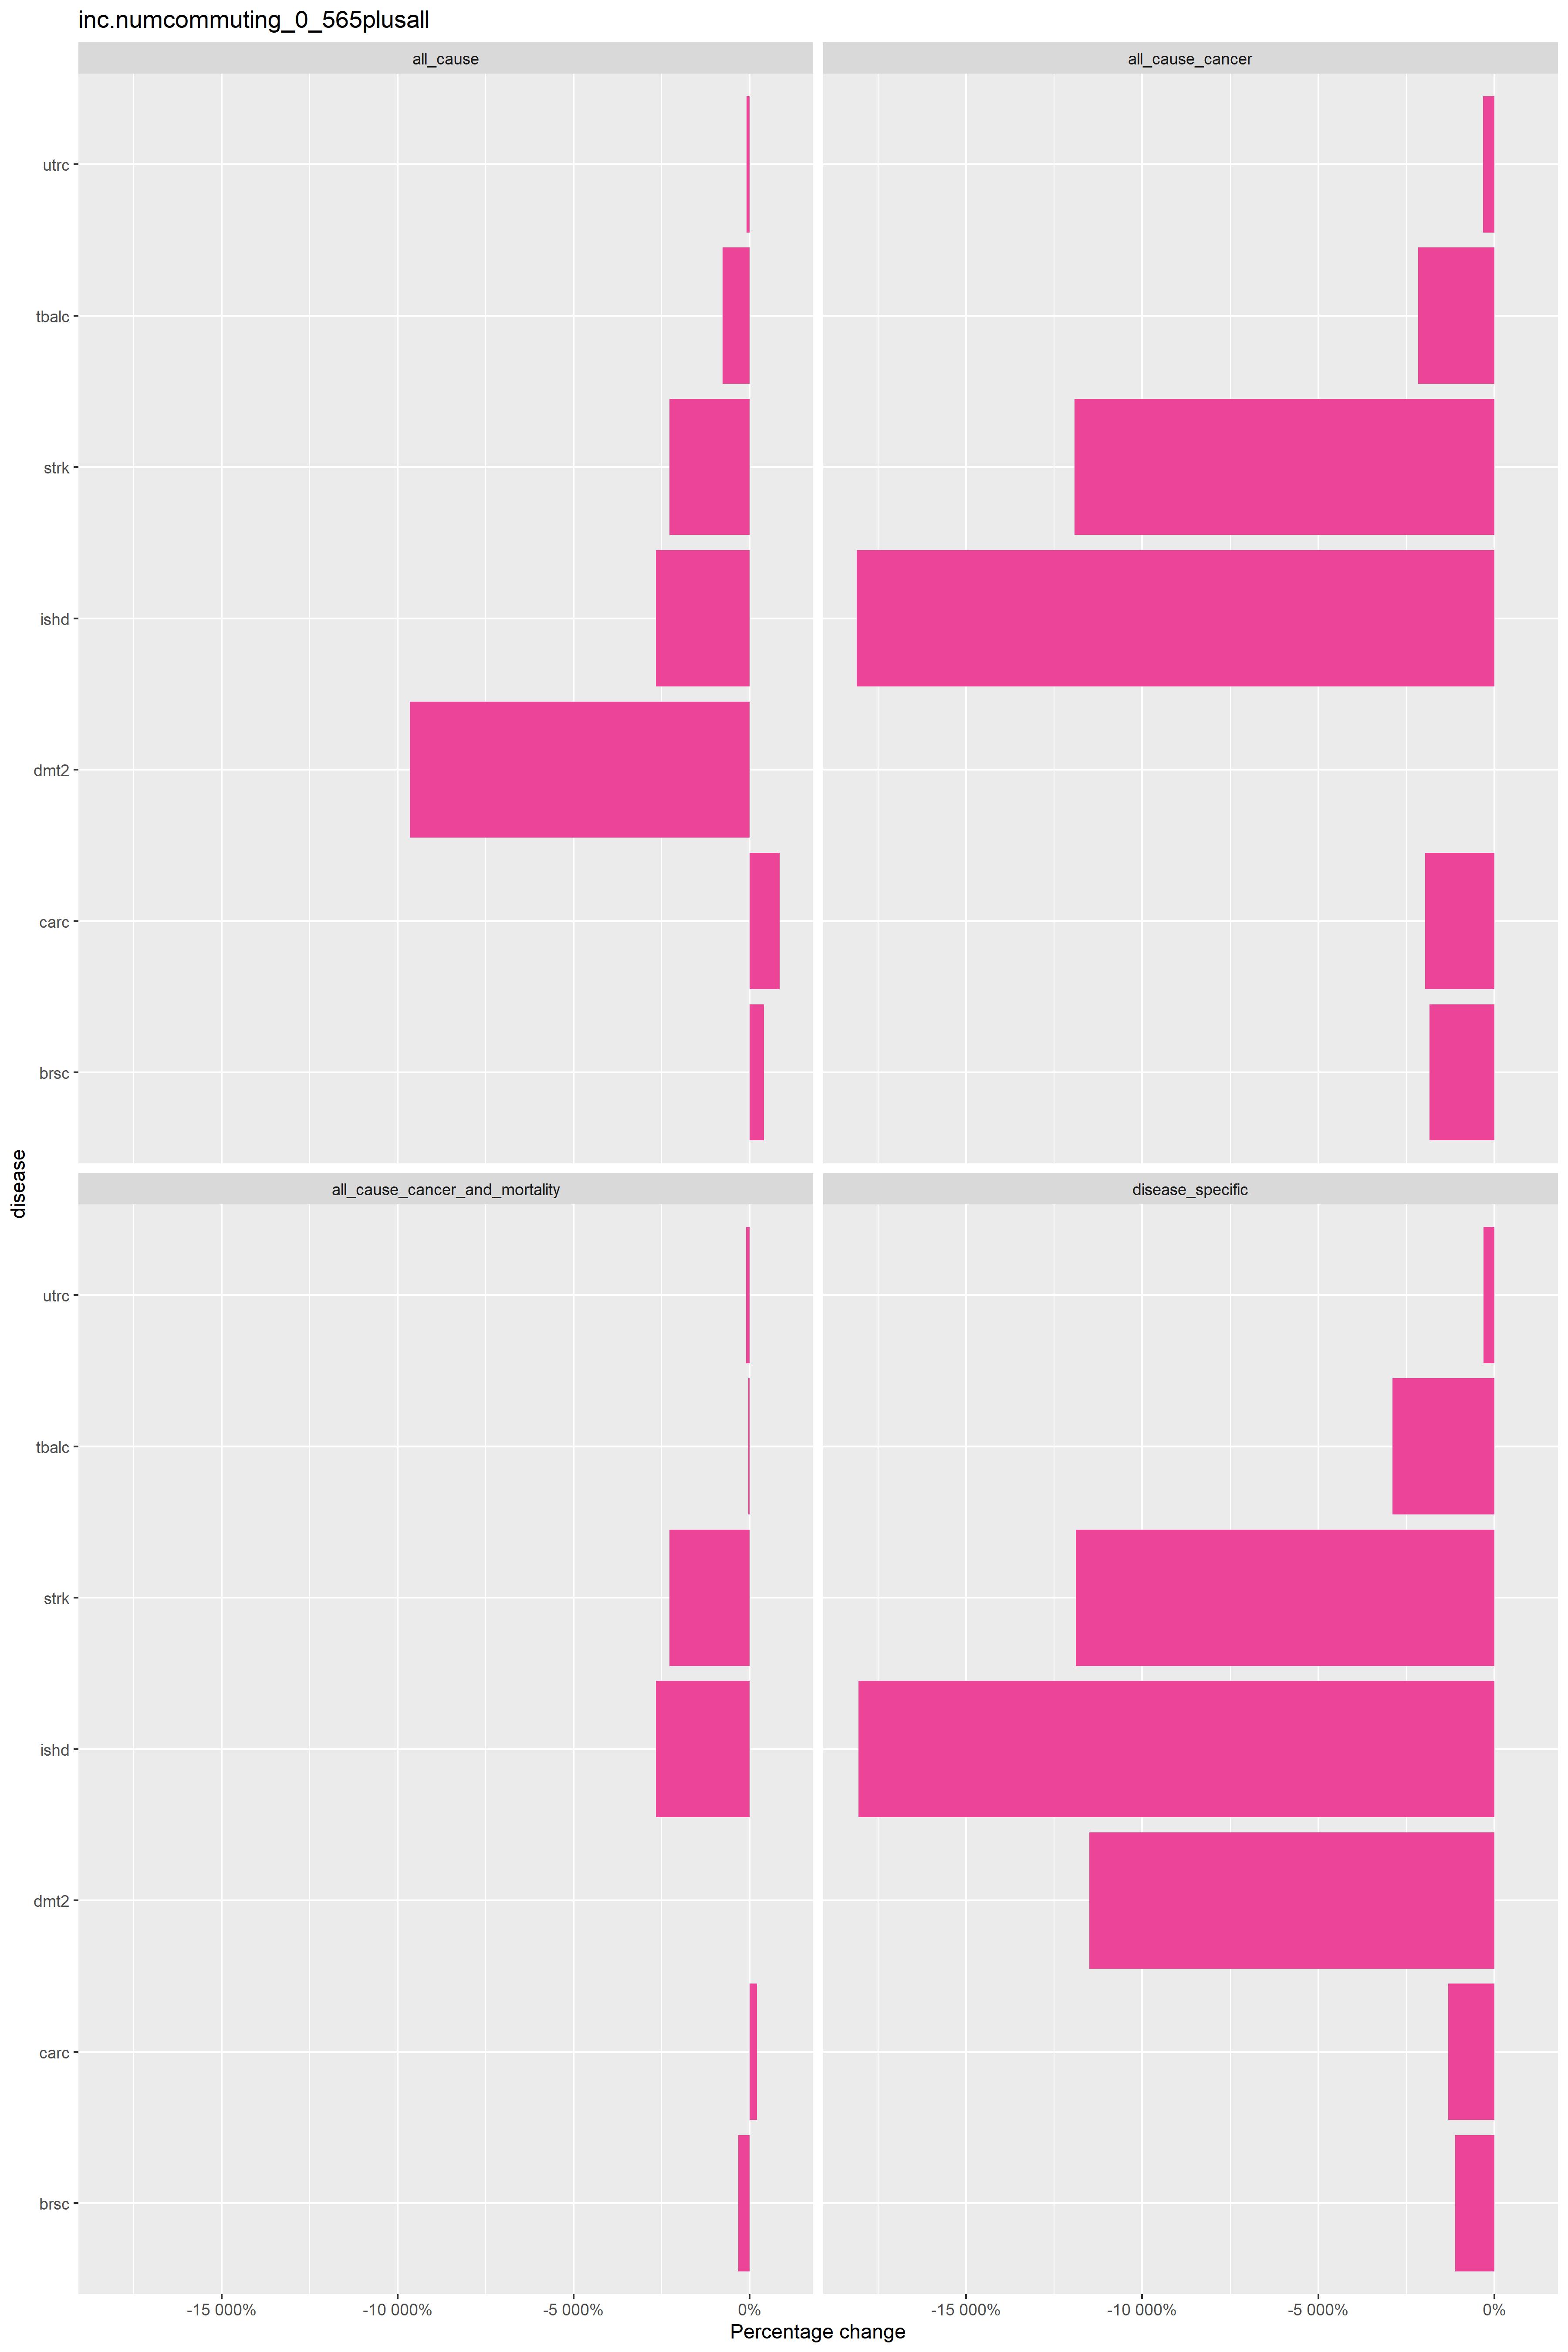 inc.numcommuting_0_565plusall
all_cause
all_cause_cancer
utrc
tbalc
strk
ishd
dmt2
carc
brsc
disease
all_cause_cancer_and_mortality
disease_specific
utrc
tbalc
strk
ishd
dmt2
carc
brsc
-15 000%
-10 000%
-5 000%
0%
-15 000%
-10 000%
-5 000%
0%
Percentage change